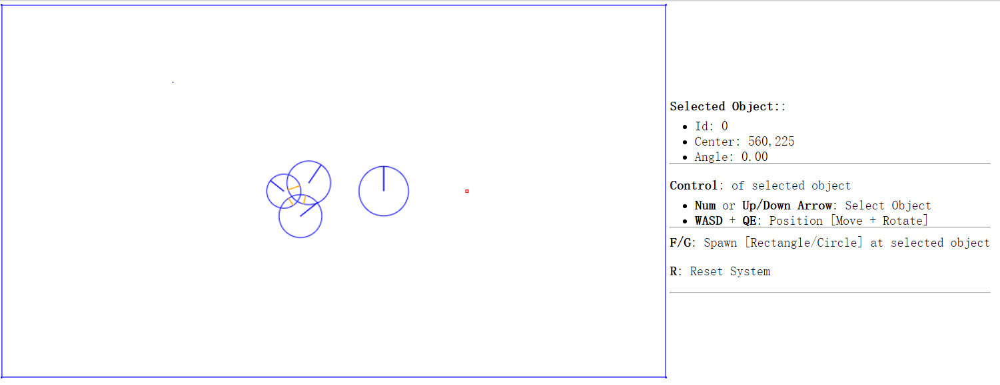 Selected Object::
Id: 0
Center: 560,225
Angle: 0.00
Control: of selected object
Num or Up/Down Arrow: Select Object
WASD + QE: Position [Move + Rotate]
F/G: Spawn [Rectangle/Circle] at selected object
R: Reset System